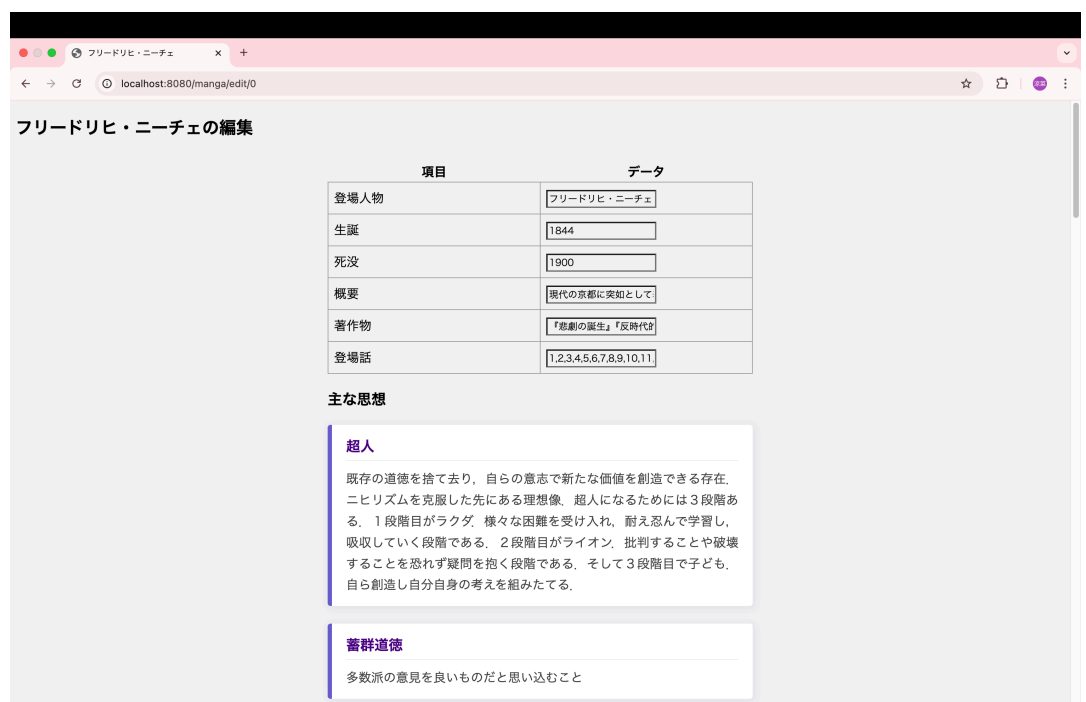 フリードリヒ・ニーチェ
localhost:8080/manga/edit/0
フリードリヒ・ニーチェの編集
項目 データ
登場人物 フリードリヒ・ニーチェ
生誕 1844
死没 1900
概要 現代の京都に突如として
著作物 『悲劇の誕生』『反時代的
登場話 1,2,3,4,5,6,7,8,9,10,11,
主な思想
超人
既存の道徳を捨て去り，自らの意志で新たな価値を創造できる存在．
ニヒリズムを克服した先にある理想像．超人になるためには３段階あ
る．１段階目がラクダ．様々な困難を受け入れ，耐え忍んで学習し，
吸収していく段階である．２段階目がライオン．批判することや破壊
することを恐れず疑問を抱く段階である．そして３段階目で子ども．
自ら創造し自分自身の考えを組みたてる．
蓄群道徳
多数派の意見を良いものだと思い込むこと